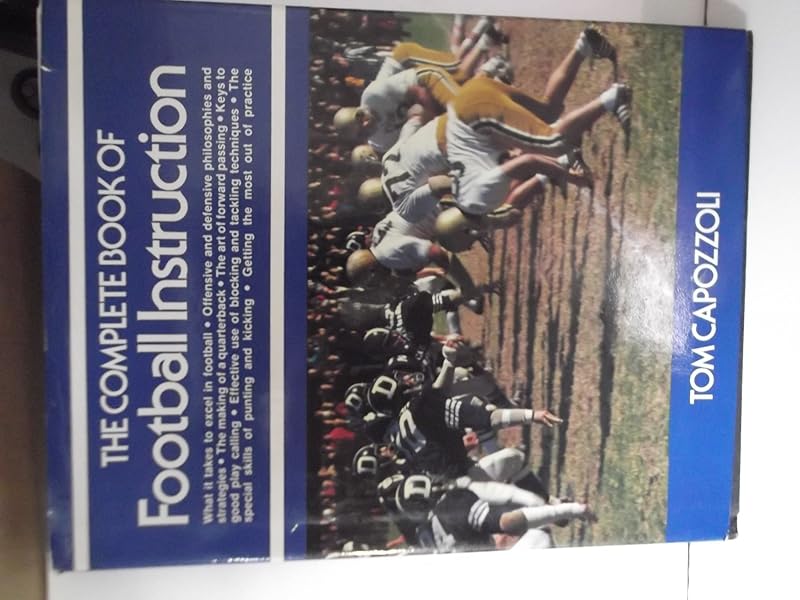 THE COMPLETE BOOK OF
Football Instruction
What it takes to excel in football • Offensive and defensive philosophies and
strategies • The making of a quarterback • The art of forward passing • Keys to
good play calling • Effective use of blocking and tackling techniques • The
special skills of punting and kicking • Getting the most out of practice
D
D
D
D
TOM CAPOZZOLI